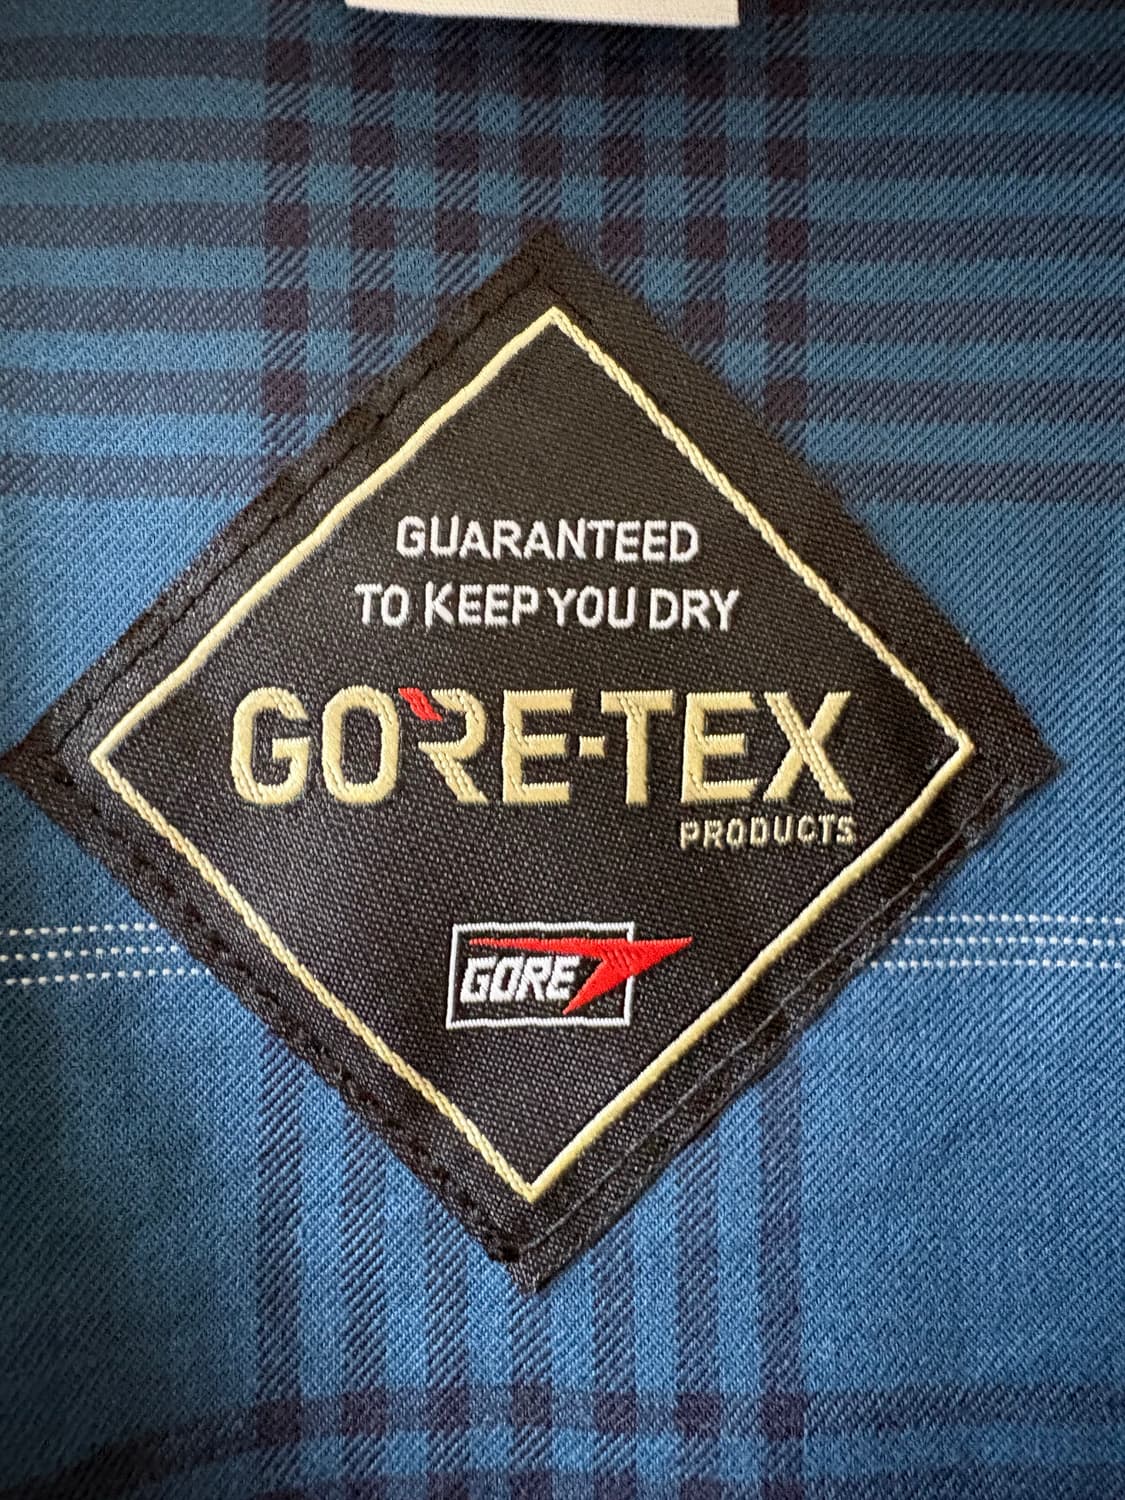 GUARANTEED
TO KEEP YOU DRY
GORE-TEX
PRODUCTS
GORE